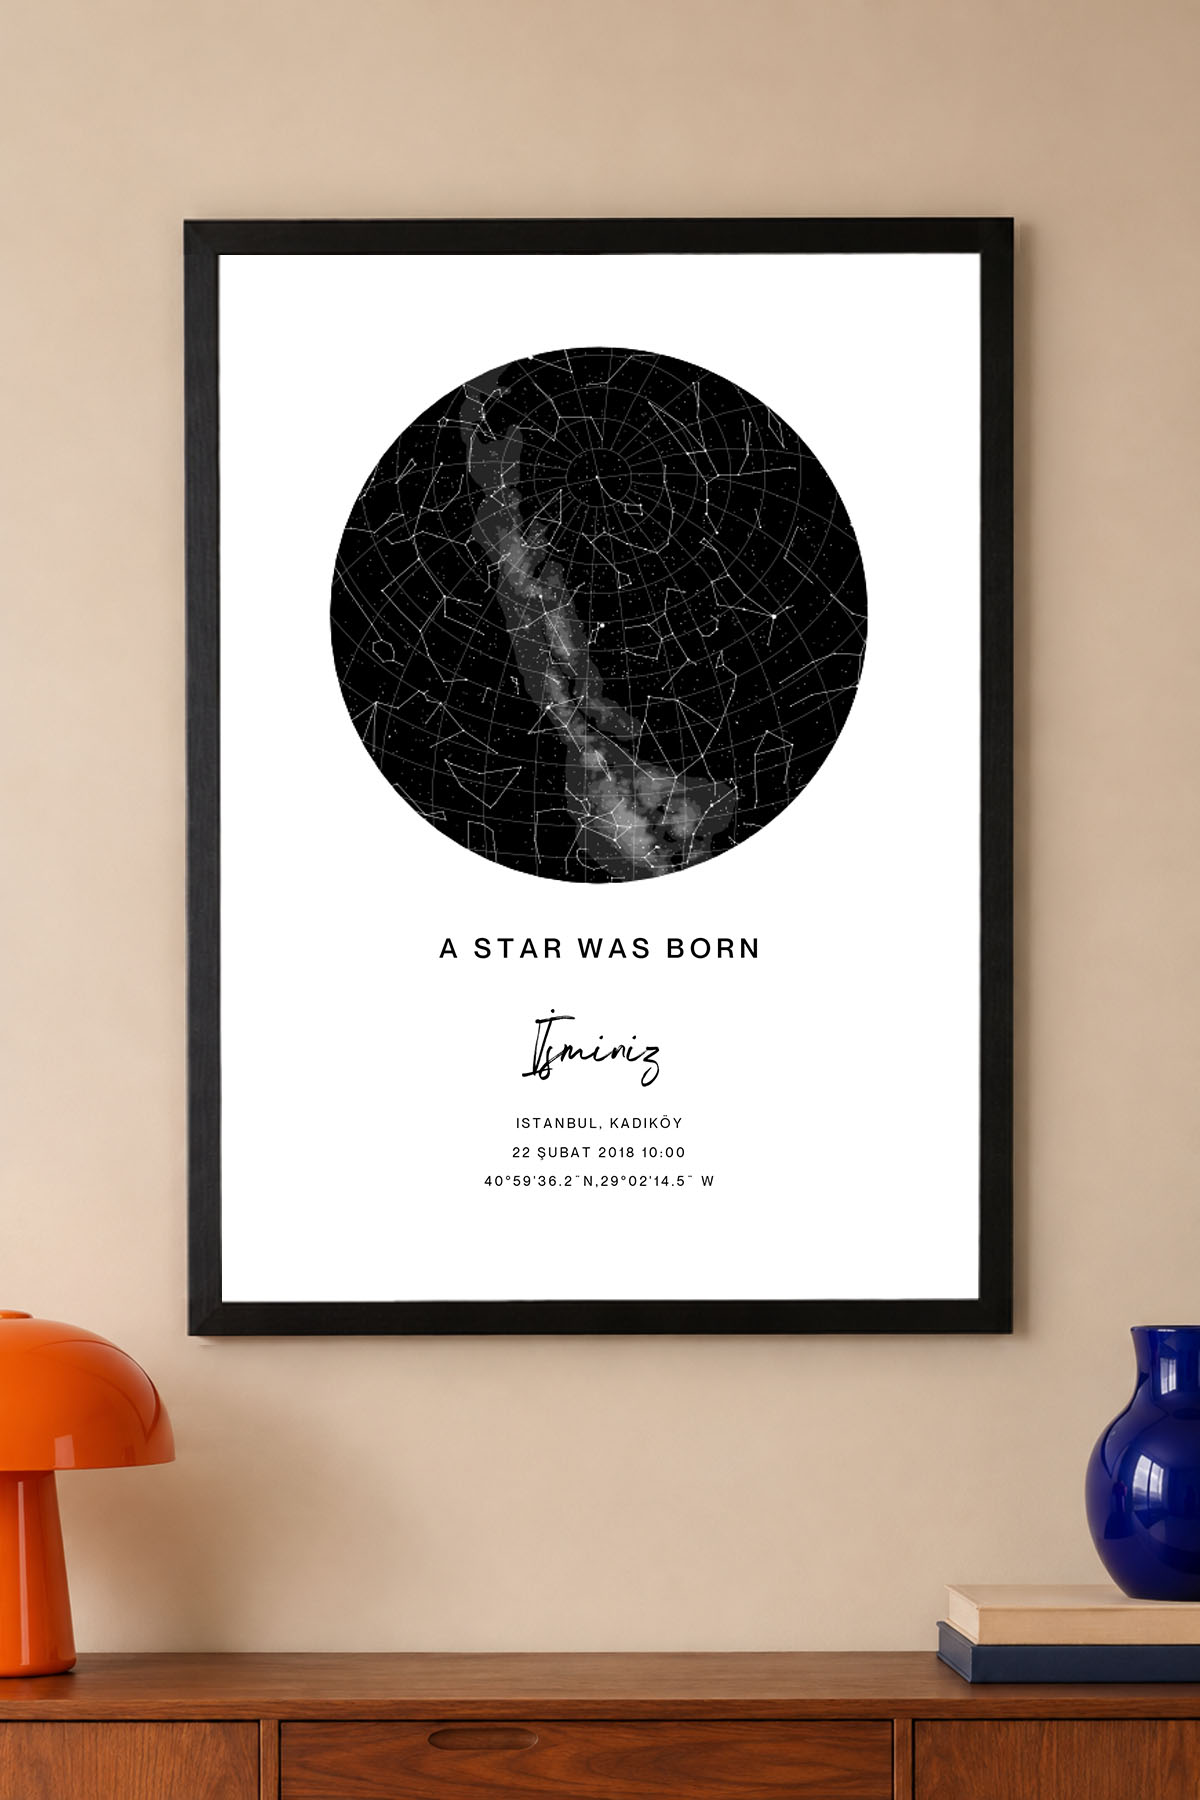 A STAR WAS BORN
İsminiz
ISTANBUL, KADIKÖY
22 ŞUBAT 2018 10:00
40°59'36.2¨N,29°02'14.5¨ W